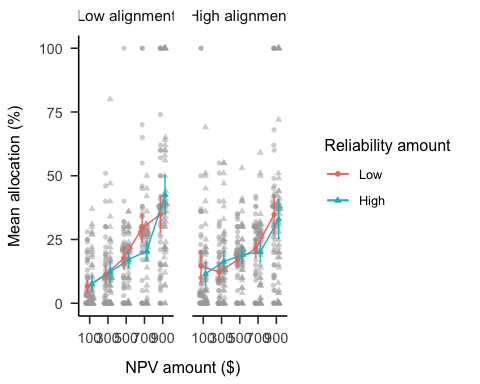 Low alignment
High alignment
100
75
50
25
0
Mean allocation (%)
100 300 500 700 900
100 300 500 700 900
NPV amount ($)
Reliability amount
Low
High